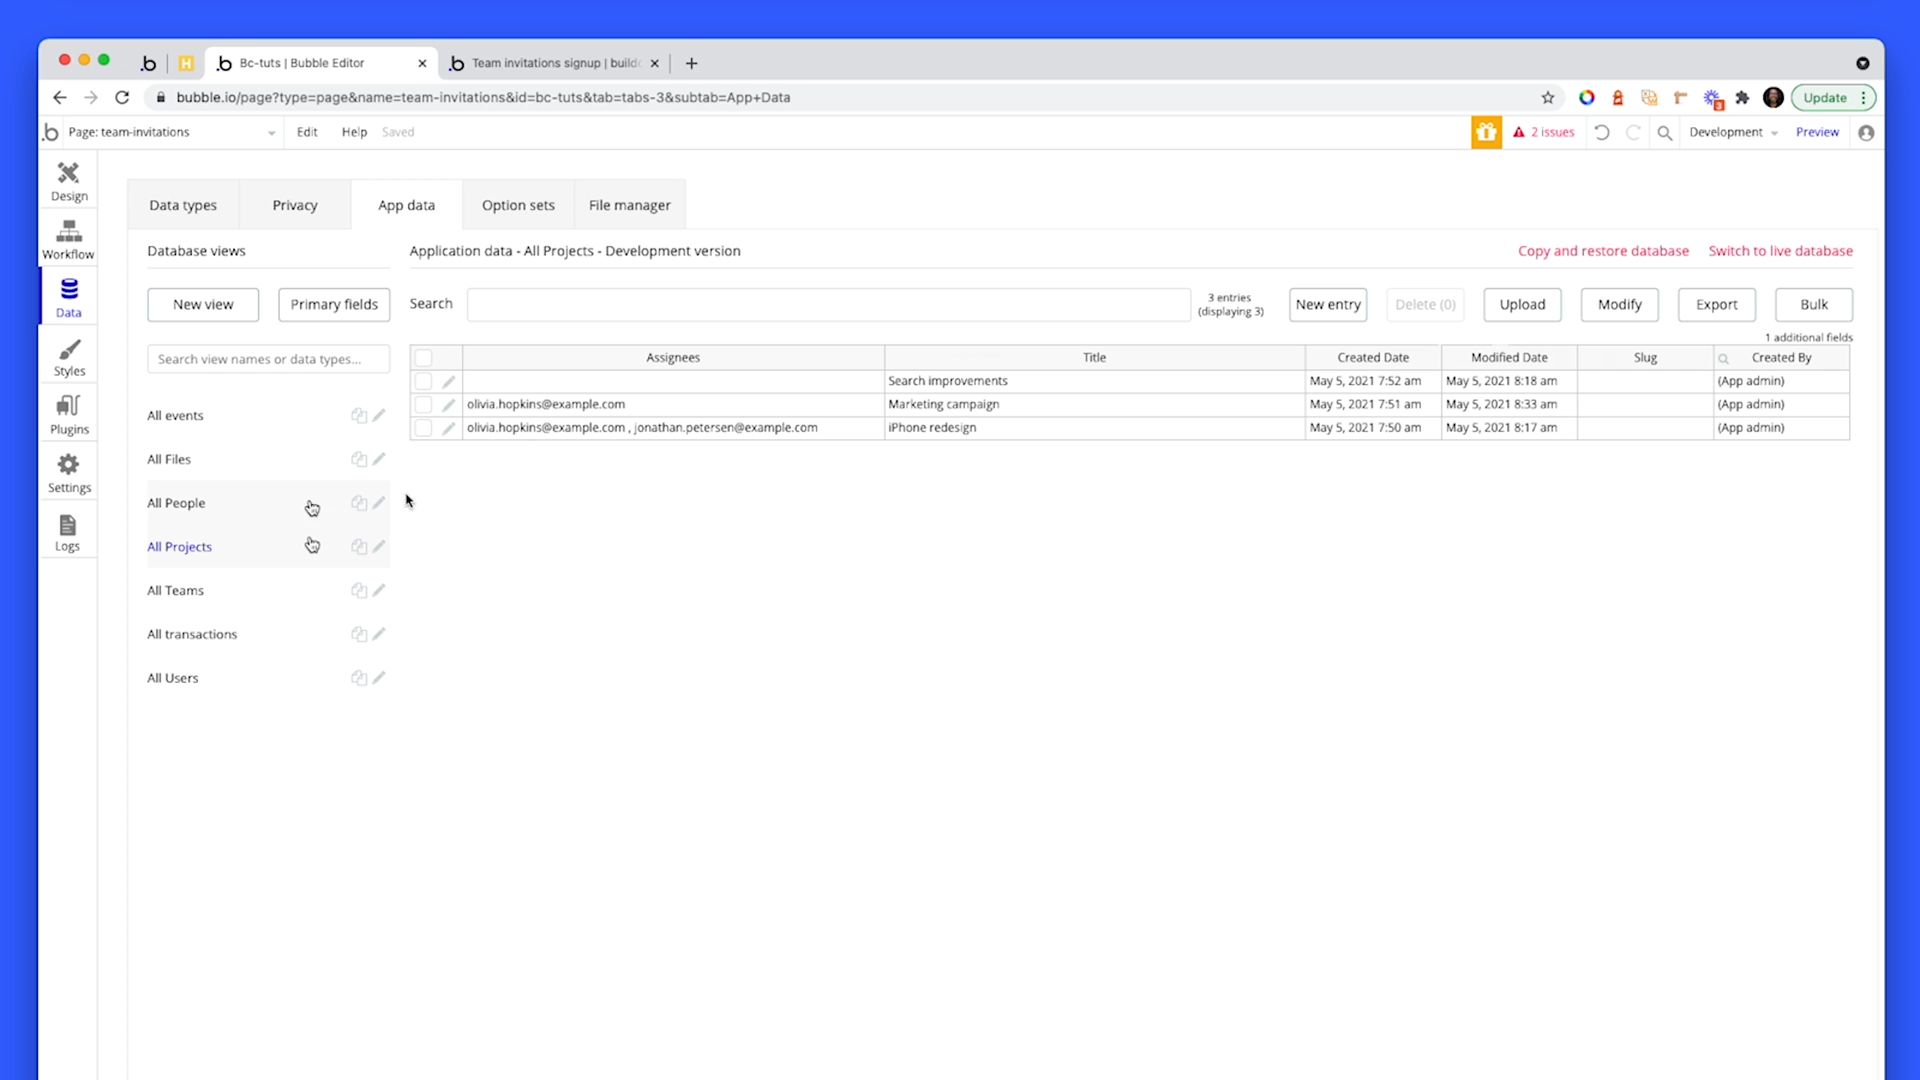 Bc-tuts | Bubble Editor
Team invitations signup | build
bubble.io/page?type=page&name=team-invitations&id=bc-tuts&tab=tabs-3&subtab=App+Data
Update
Page: team-invitations
Edit
Help
Saved
2 issues
Development
Preview
Design
Workflow
Data
Styles
Plugins
Settings
Logs
Data types
Privacy
App data
Option sets
File manager
Database views
Application data - All Projects - Development version
Copy and restore database
Switch to live database
New view
Primary fields
Search
3 entries
(displaying 3)
New entry
Delete (0)
Upload
Modify
Export
Bulk
1 additional fields
Search view names or data types...
All events
All Files
All People
All Projects
All Teams
All transactions
All Users
Assignees Title Created Date Modified Date Slug Created By
Search improvements May 5, 2021 7:52 am May 5, 2021 8:18 am (App admin)
olivia.hopkins@example.com Marketing campaign May 5, 2021 7:51 am May 5, 2021 8:33 am (App admin)
olivia.hopkins@example.com , jonathan.petersen@example.com iPhone redesign May 5, 2021 7:50 am May 5, 2021 8:17 am (App admin)